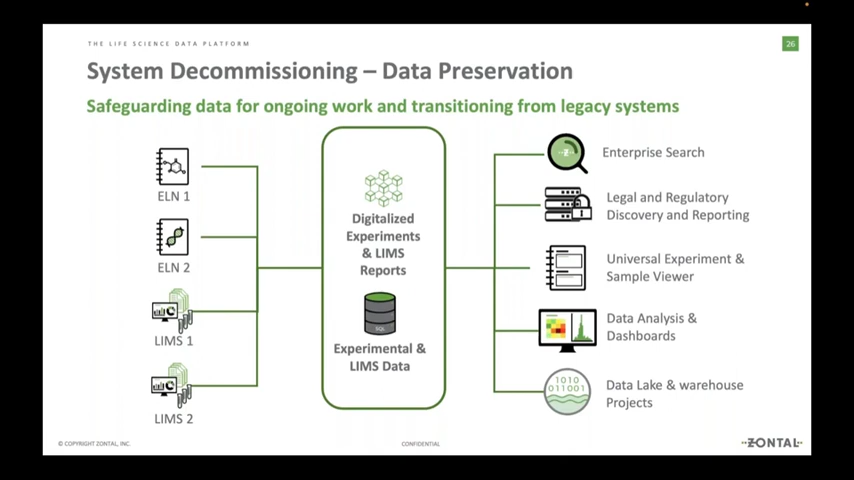 THE LIFE SCIENCE DATA PLATFORM
26
System Decommissioning – Data Preservation
Safeguarding data for ongoing work and transitioning from legacy systems
ELN 1
ELN 2
LIMS 1
LIMS 2
Digitalized
Experiments
& LIMS
Reports
SQL
Experimental &
LIMS Data
Z
Enterprise Search
Legal and Regulatory
Discovery and Reporting
Universal Experiment &
Sample Viewer
Data Analysis &
Dashboards
1010
011001
Data Lake & warehouse
Projects
© COPYRIGHT ZONTAL, INC.
CONFIDENTIAL
ZONTAL